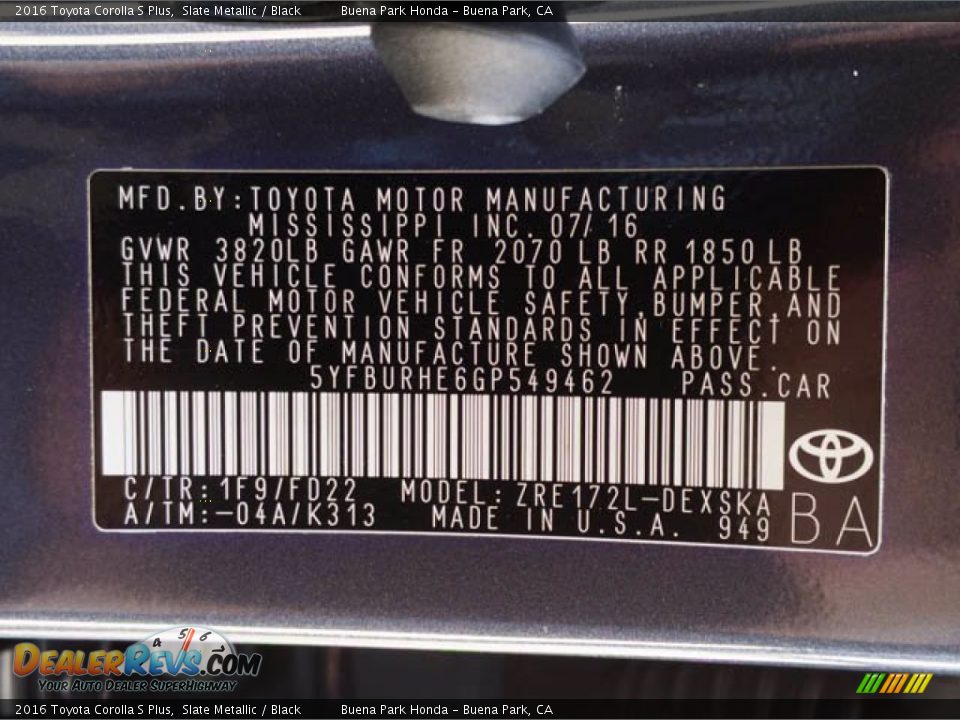 2016 Toyota Corolla S Plus,  Slate Metallic / Black          Buena Park Honda - Buena Park, CA
MFD.BY:TOYOTA MOTOR MANUFACTURING
MISSISSIPPI INC. 07/16
GVWR 3820LB GAWR FR 2070 LB RR 1850 LB
THIS VEHICLE CONFORMS TO ALL APPLICABLE
FEDERAL MOTOR VEHICLE SAFETY,BUMPER,AND
THEFT PREVENTION STANDARDS IN EFFECT ON
THE DATE OF MANUFACTURE SHOWN ABOVE.
5YFBURHE6GP549462    PASS.CAR
C/TR:1F9/FD22   MODEL:ZRE172L-DEXSKA
A/TM:-04A/K313   MADE IN U.S.A.  949
BA
4 5 6
DEALERREVS.COM
YOUR AUTO DEALER SUPERHIGHWAY
2016 Toyota Corolla S Plus,  Slate Metallic / Black          Buena Park Honda - Buena Park, CA